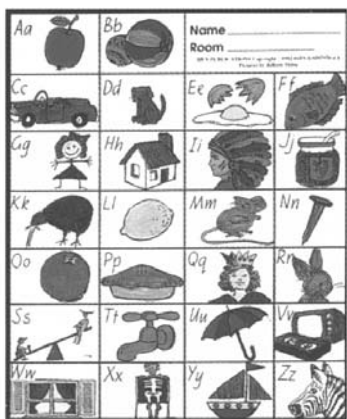 Aa
Bb
Name
Room
Cc
Dd
Ee
Ff
Gg
Hh
Ii
Jj
Kk
Ll
Mm
Nn
Oo
Pp
Qq
Rr
Ss
Tt
Uu
Vv
Ww
Xx
Yy
Zz